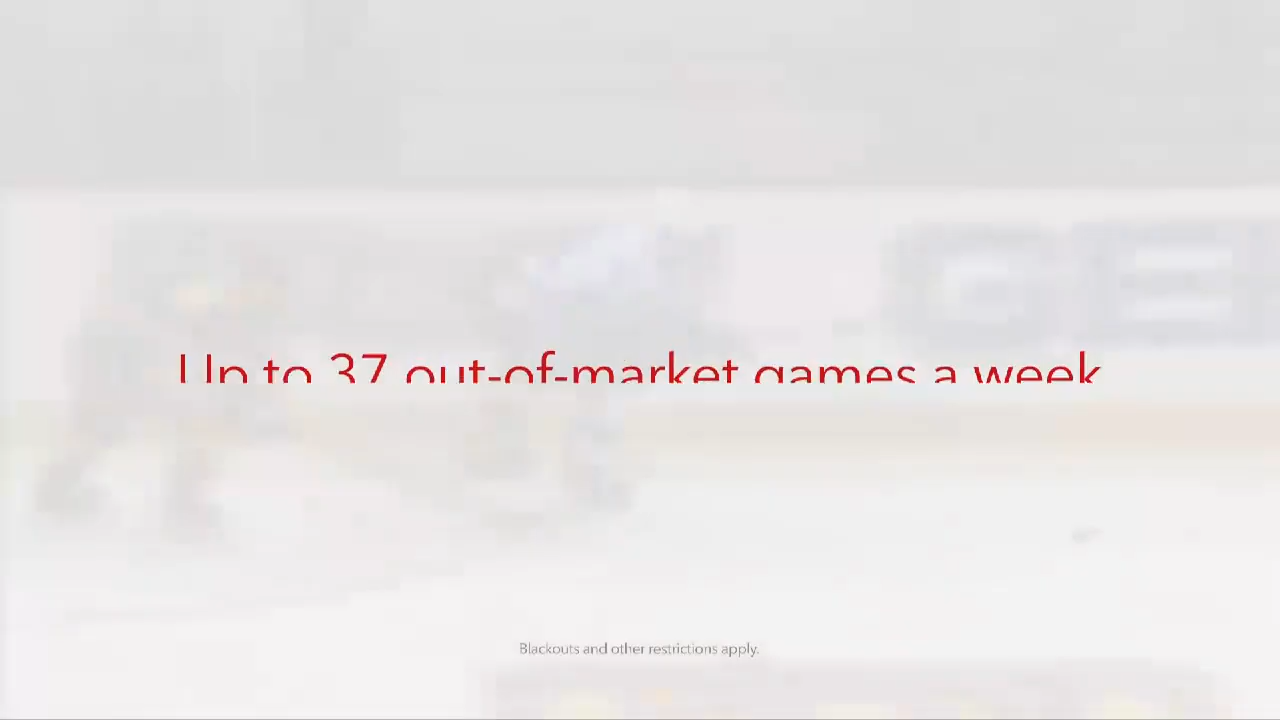 Up to 37 out-of-market games a week
Blackouts and other restrictions apply.